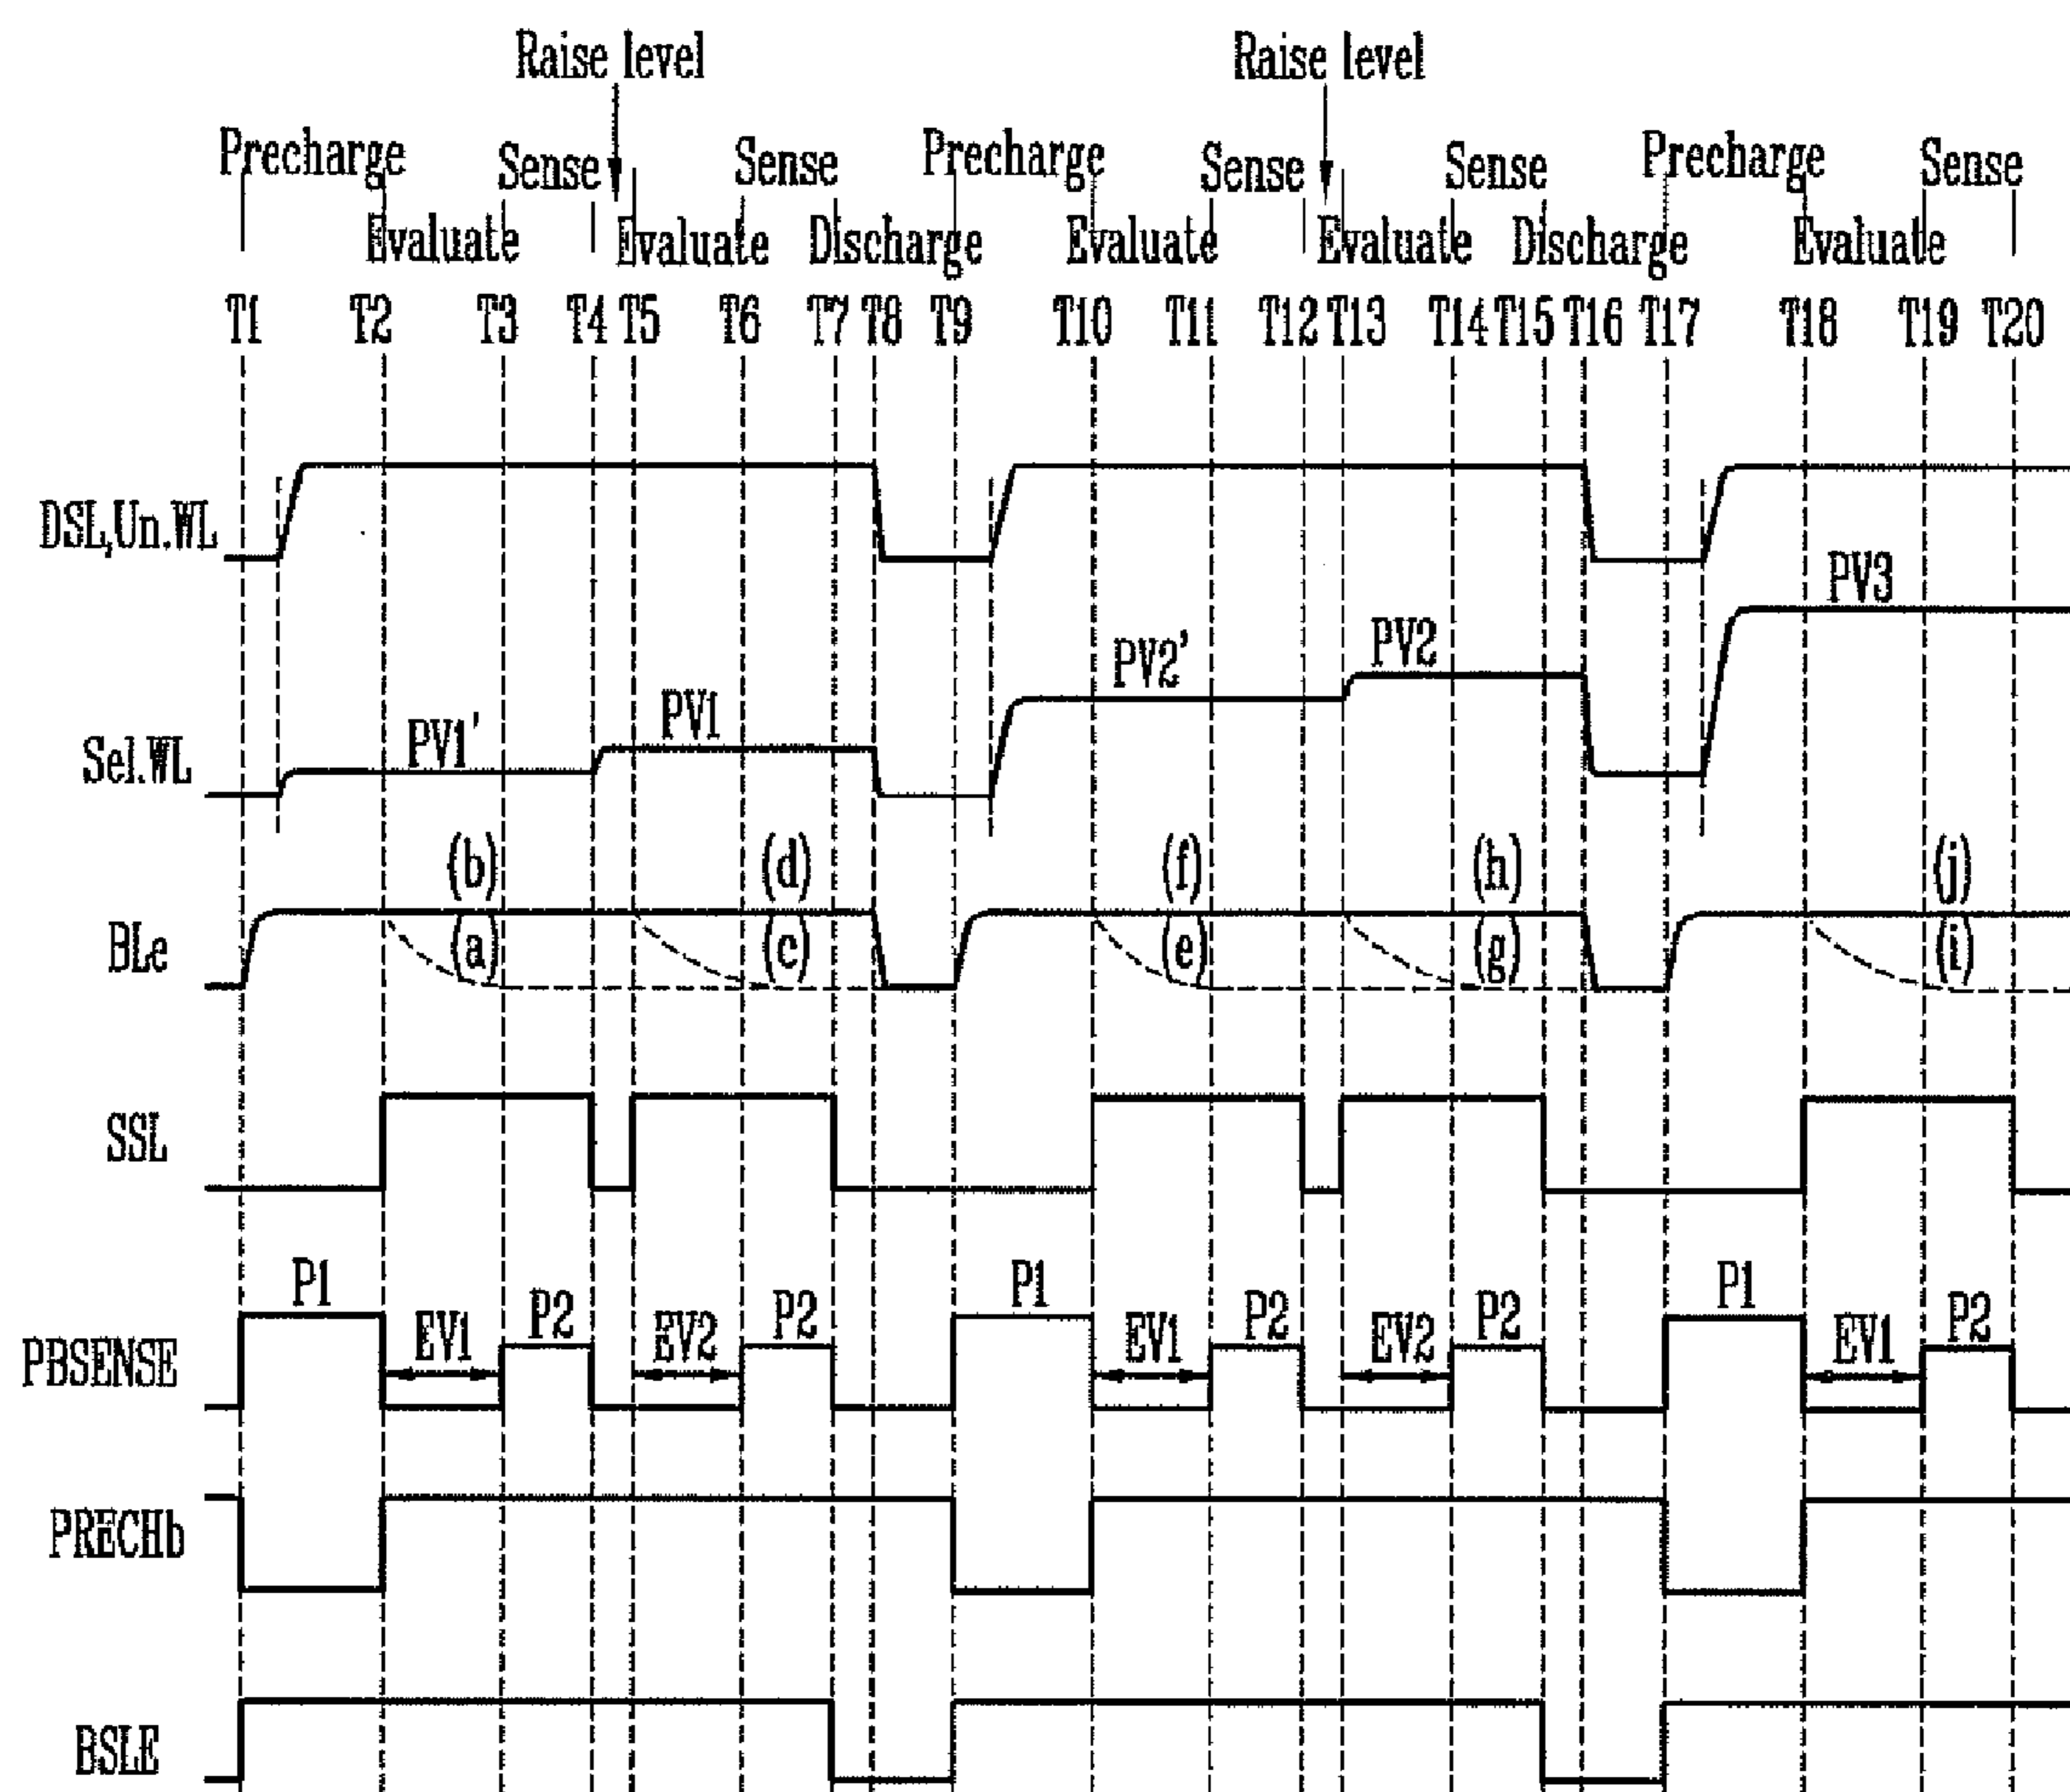 Raise level Raise level
Precharge Sense Sense Precharge Sense Sense Precharge Sense
Evaluate Evaluate Discharge Evaluate Evaluate Discharge Evaluate
T1 T2 T3 T4 T5 T6 T7 T8 T9 T10 T11 T12 T13 T14 T15 T16 T17 T18 T19 T20
DSL,Un.WL
PV3
PV2' PV2
Sel.WL PV1' PV1
(b) (d) (f) (h) (j)
BLe (a) (c) (e) (g) (i)
SSL
P1 P2 P2 P1 P2 P2 P1 P2
PBSENSE EV1 EV2 EV1 EV2 EV1
PRECHb
BSLE